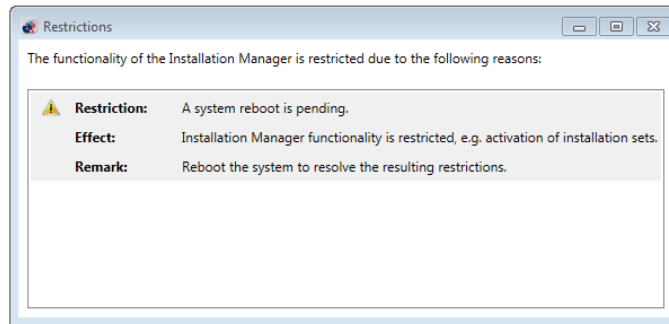 Restrictions
The functionality of the Installation Manager is restricted due to the following reasons:
Restriction: A system reboot is pending.
Effect: Installation Manager functionality is restricted, e.g. activation of installation sets.
Remark: Reboot the system to resolve the resulting restrictions.